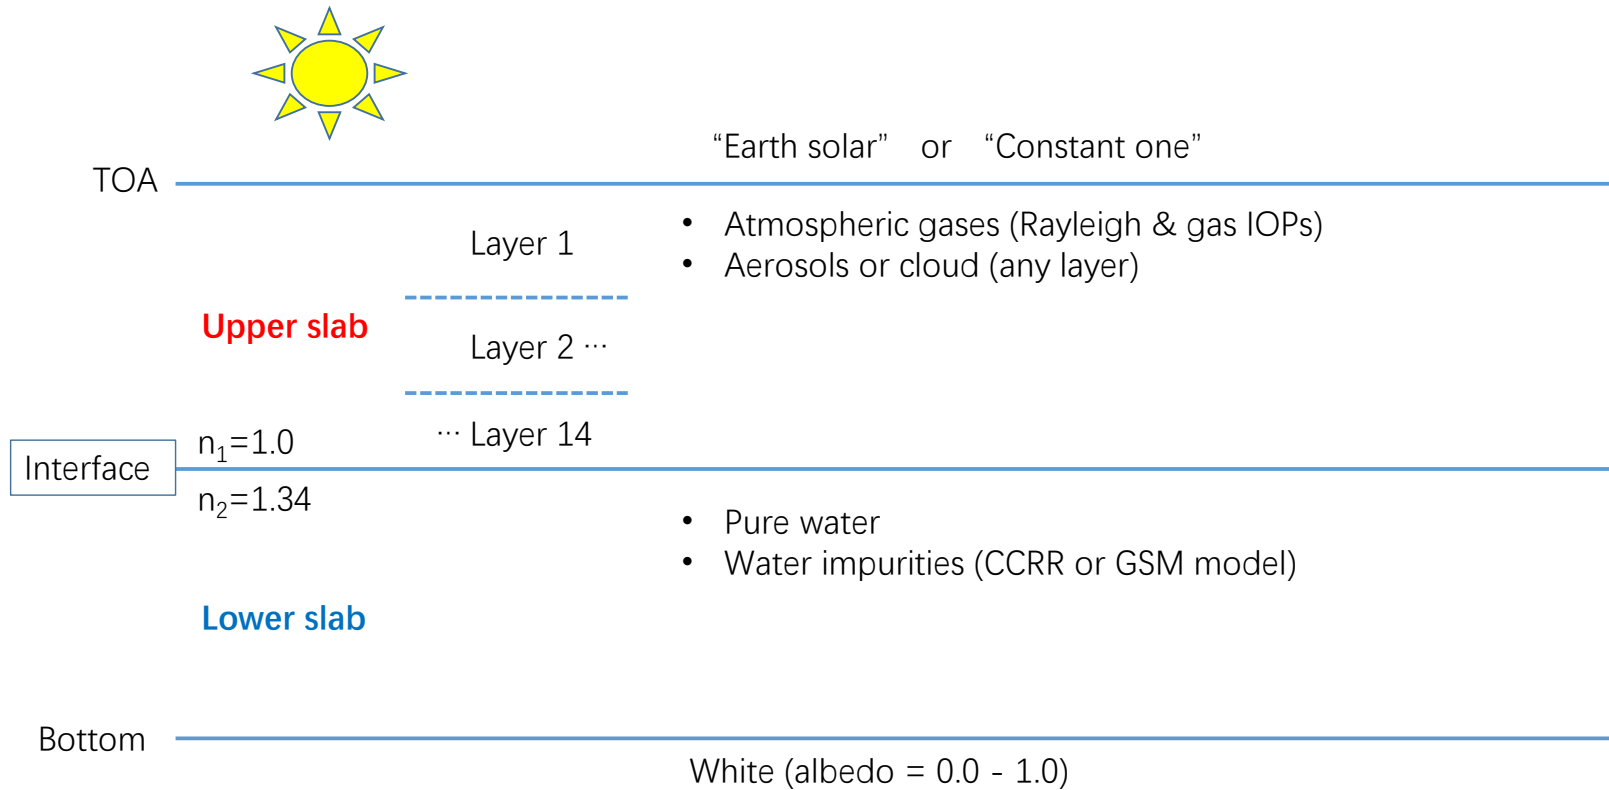 “Earth solar” or “Constant one”
TOA
Layer 1
• Atmospheric gases (Rayleigh & gas IOPs)
• Aerosols or cloud (any layer)
Upper slab
Layer 2 ···
··· Layer 14
n₁=1.0
Interface
n₂=1.34
• Pure water
• Water impurities (CCRR or GSM model)
Lower slab
Bottom
White (albedo = 0.0 - 1.0)